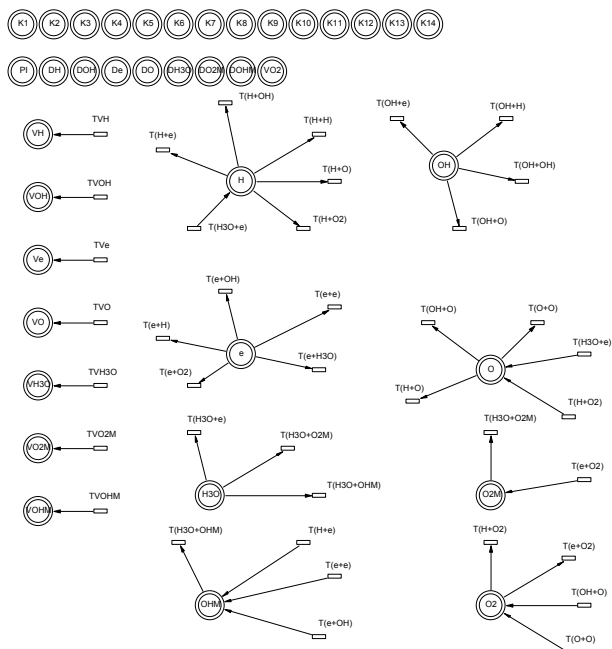 K1 K2 K3 K4 K5 K6 K7 K8 K9 K10 K11 K12 K13 K14
PI DH DOH De DO DH3O DO2M DOHM VO2
VH TVH
VOH TVOH
Ve TVe
VO TVO
VH3O TVH3O
VO2M TVO2M
VOHM TVOHM
T(H+OH)
T(H+e)
T(H+H)
H
T(H+O)
T(H3O+e)
T(H+O2)
T(OH+e)
T(OH+H)
OH
T(OH+OH)
T(OH+O)
T(e+OH)
T(e+e)
T(e+H)
e
T(e+O2)
T(e+H3O)
T(OH+O)
T(O+O)
T(H3O+e)
O
T(H+O)
T(H+O2)
T(H3O+e)
T(H3O+O2M)
H3O
T(H3O+OHM)
T(H3O+O2M)
T(e+O2)
O2M
T(H3O+OHM)
T(H+e)
T(e+e)
OHM
T(e+OH)
T(H+O2)
T(e+O2)
T(OH+O)
O2
T(O+O)